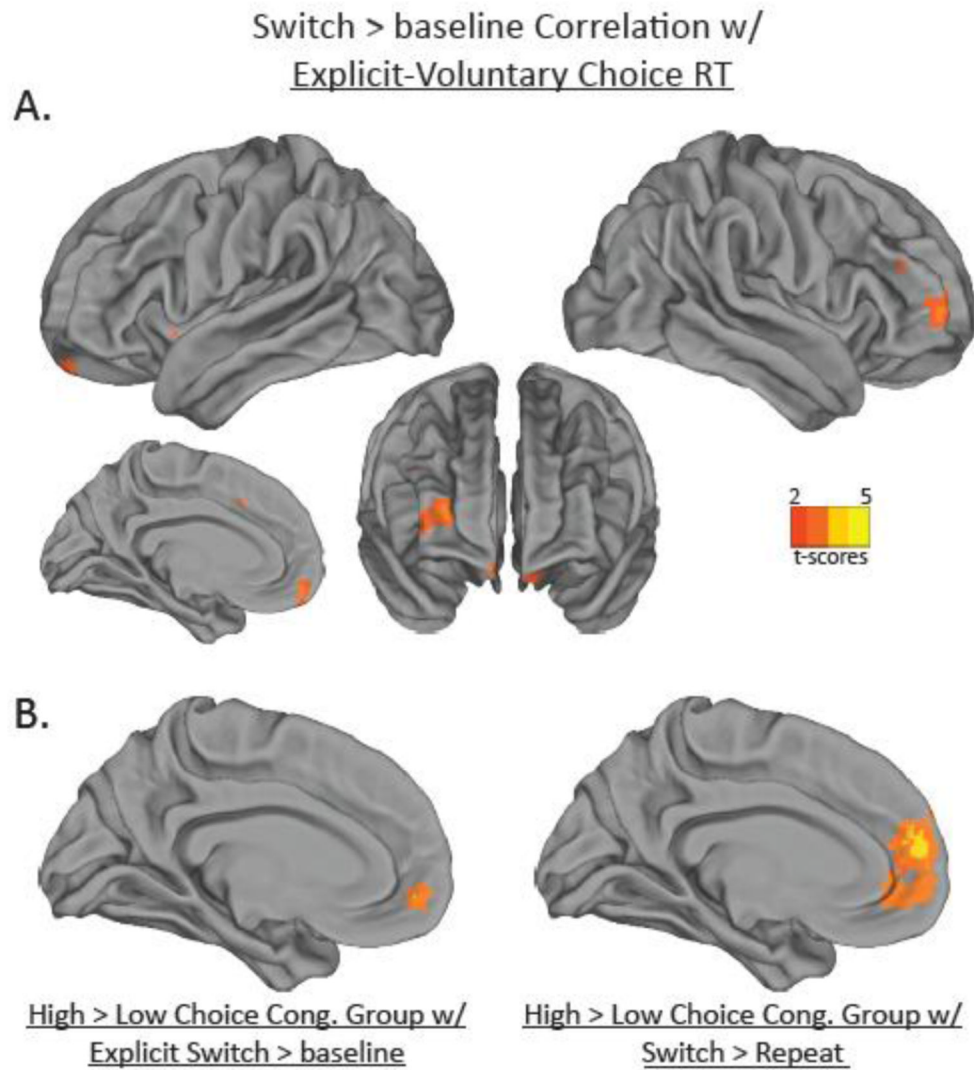 Switch > baseline Correlation w/
Explicit-Voluntary Choice RT
A.
2 5
t-scores
B.
High > Low Choice Cong. Group w/
Explicit Switch > baseline
High > Low Choice Cong. Group w/
Switch > Repeat